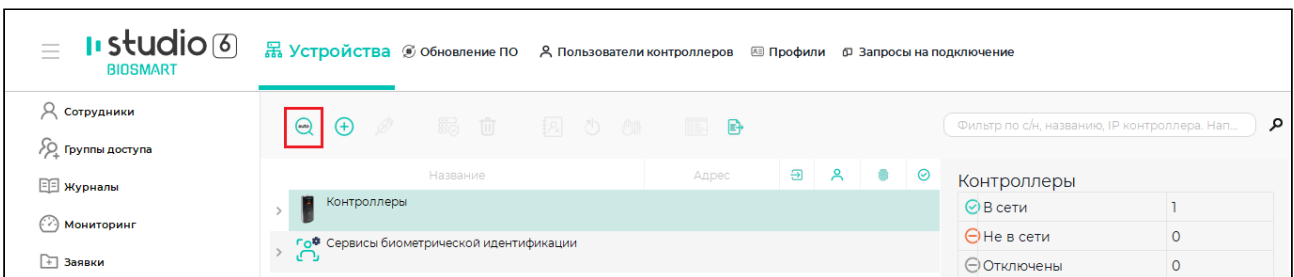 studio 6
BIOSMART
Устройства
Обновление ПО
Пользователи контроллеров
Профили
Запросы на подключение
Сотрудники
Группы доступа
Журналы
Мониторинг
Заявки
auto
Фильтр по с/н, названию, IP контроллера. Нап...
Название
Адрес
Контроллеры
Сервисы биометрической идентификации
Контроллеры
В сети 1
Не в сети 0
Отключены 0